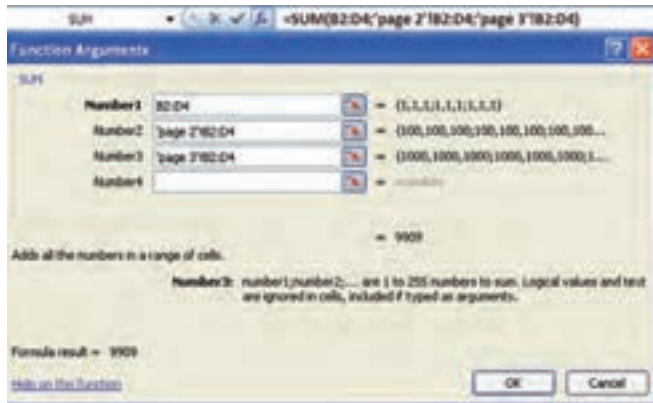 SUM =SUM(B2:D4;'page 2'!B2:D4;'page 3'!B2:D4)
Function Arguments
SUM
Number1 B2:D4 = {1,1,1;1,1,1;1,1,1}
Number2 'page 2'!B2:D4 = {100,100,100;100,100,100;100,100...
Number3 'page 3'!B2:D4 = {1000,1000,1000;1000,1000,1000;1...
Number4 = number
= 9909
Adds all the numbers in a range of cells.
Number3: number1;number2;... are 1 to 255 numbers to sum. Logical values and text
are ignored in cells, included if typed as arguments.
Formula result = 9909
Help on this function OK Cancel